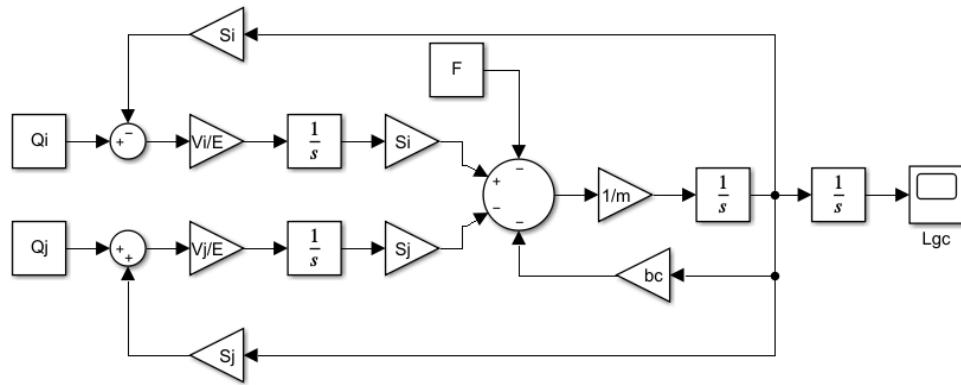 Si
F
Qi
+
−
Vi/E
1
s
Si
+
−
−
−
1/m
1
s
1
s
Lgc
Qj
+
+
Vj/E
1
s
Sj
bc
Sj